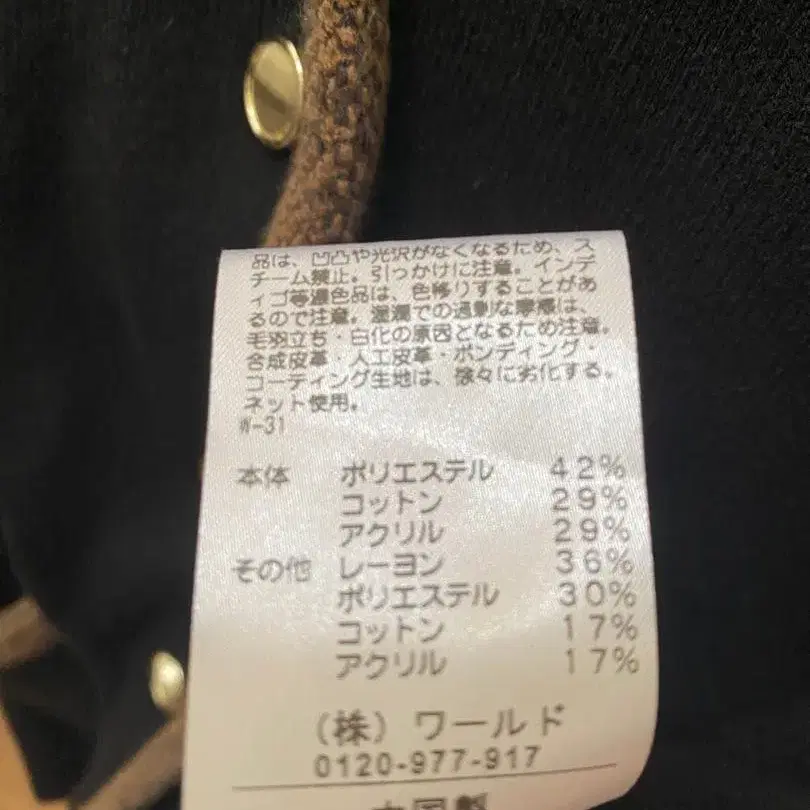 品は、凹凸や光沢がなくなるため、ス
チーム禁止。引っかけに注意。インデ
ィゴ等濃色品は、色移りすることがあ
るので注意。湿潤での過剰な摩擦は、
毛羽立ち・白化の原因となるため注意。
合成皮革・人工皮革・ボンディング・
コーティング生地は、徐々に劣化する。
ネット使用。
-31
本体 ポリエステル 42%
コットン 29%
アクリル 29%
その他 レーヨン 36%
ポリエステル 30%
コットン 17%
アクリル 17%
(株) ワールド
0120-977-917
中国製